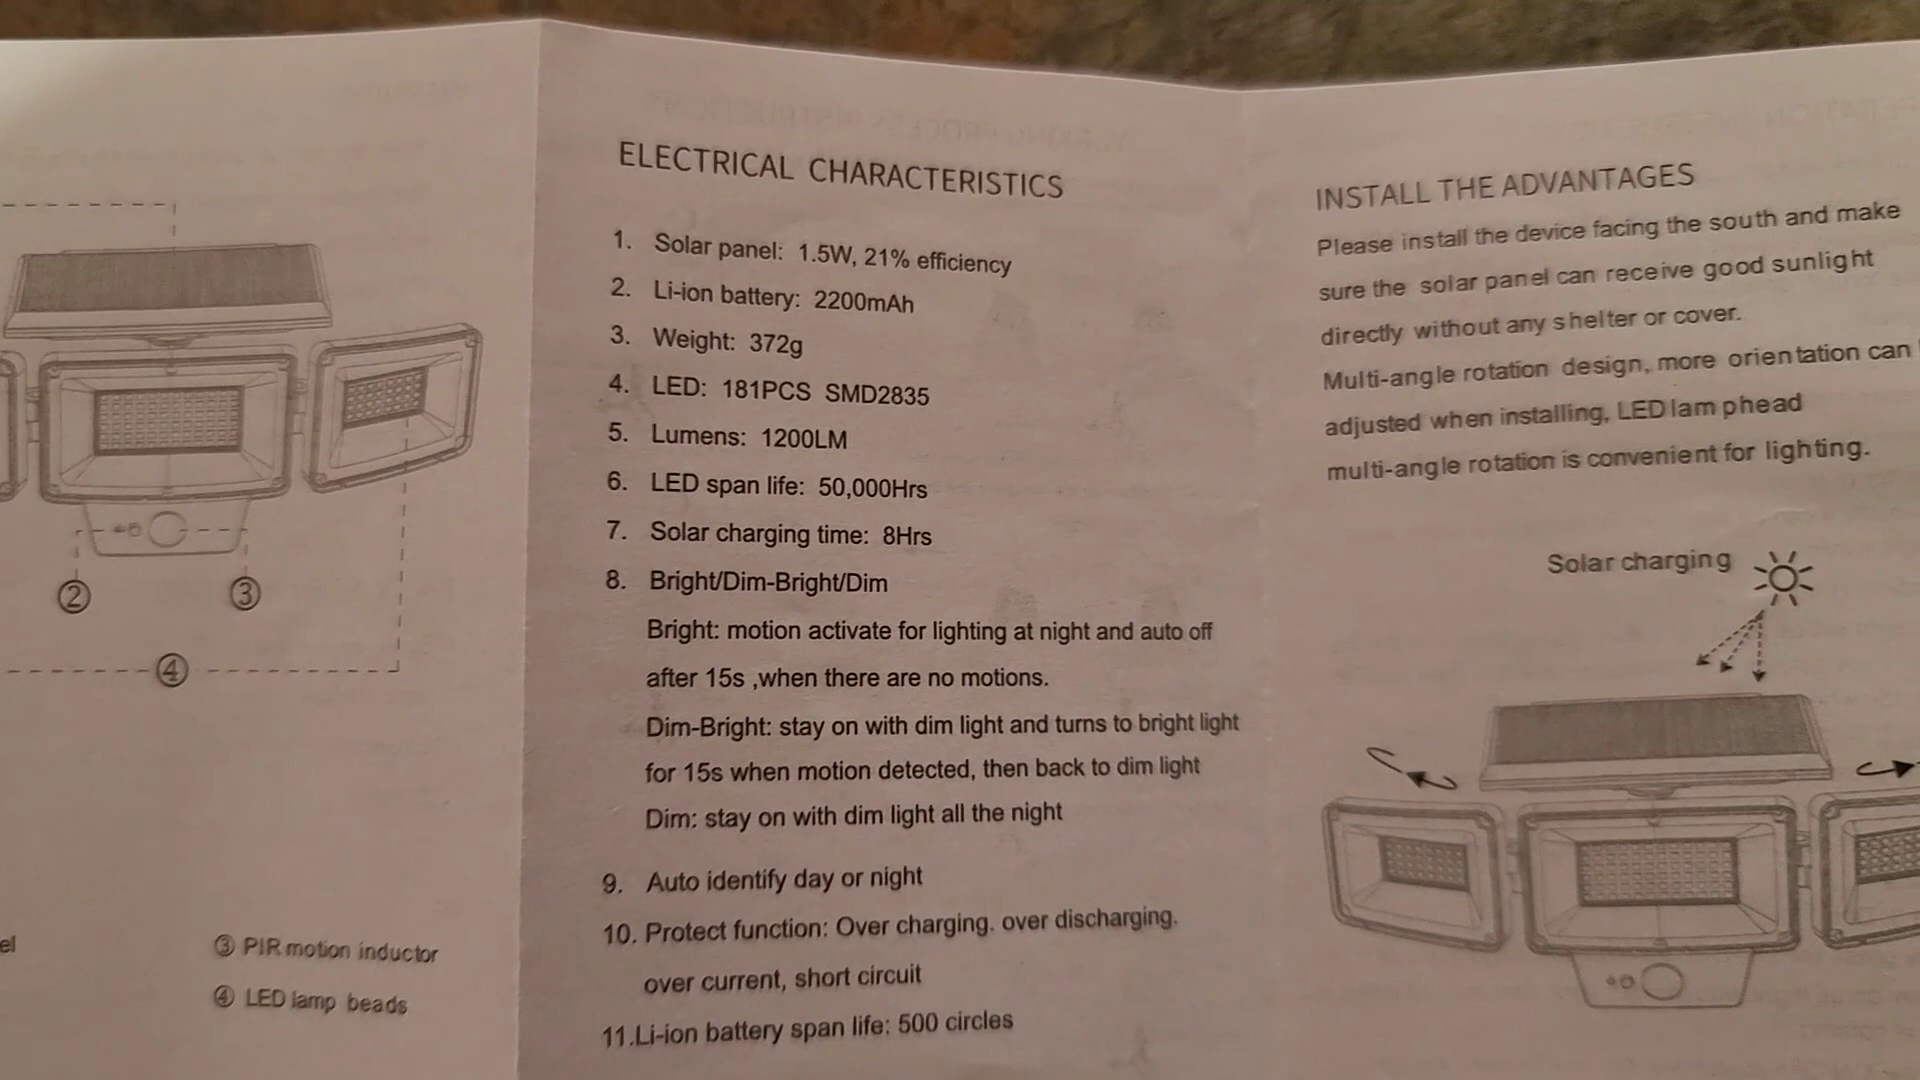 ②
③
④
el
③ PIR motion inductor
④ LED lamp beads
ELECTRICAL CHARACTERISTICS
1. Solar panel: 1.5W, 21% efficiency
2. Li-ion battery: 2200mAh
3. Weight: 372g
4. LED: 181PCS SMD2835
5. Lumens: 1200LM
6. LED span life: 50,000Hrs
7. Solar charging time: 8Hrs
8. Bright/Dim-Bright/Dim
Bright: motion activate for lighting at night and auto off
after 15s ,when there are no motions.
Dim-Bright: stay on with dim light and turns to bright light
for 15s when motion detected, then back to dim light
Dim: stay on with dim light all the night
9. Auto identify day or night
10. Protect function: Over charging. over discharging.
over current, short circuit
11.Li-ion battery span life: 500 circles
INSTALL THE ADVANTAGES
Please install the device facing the south and make
sure the solar panel can receive good sunlight
directly without any shelter or cover.
Multi-angle rotation design, more orientation can
adjusted when installing, LED lamphead
multi-angle rotation is convenient for lighting.
Solar charging